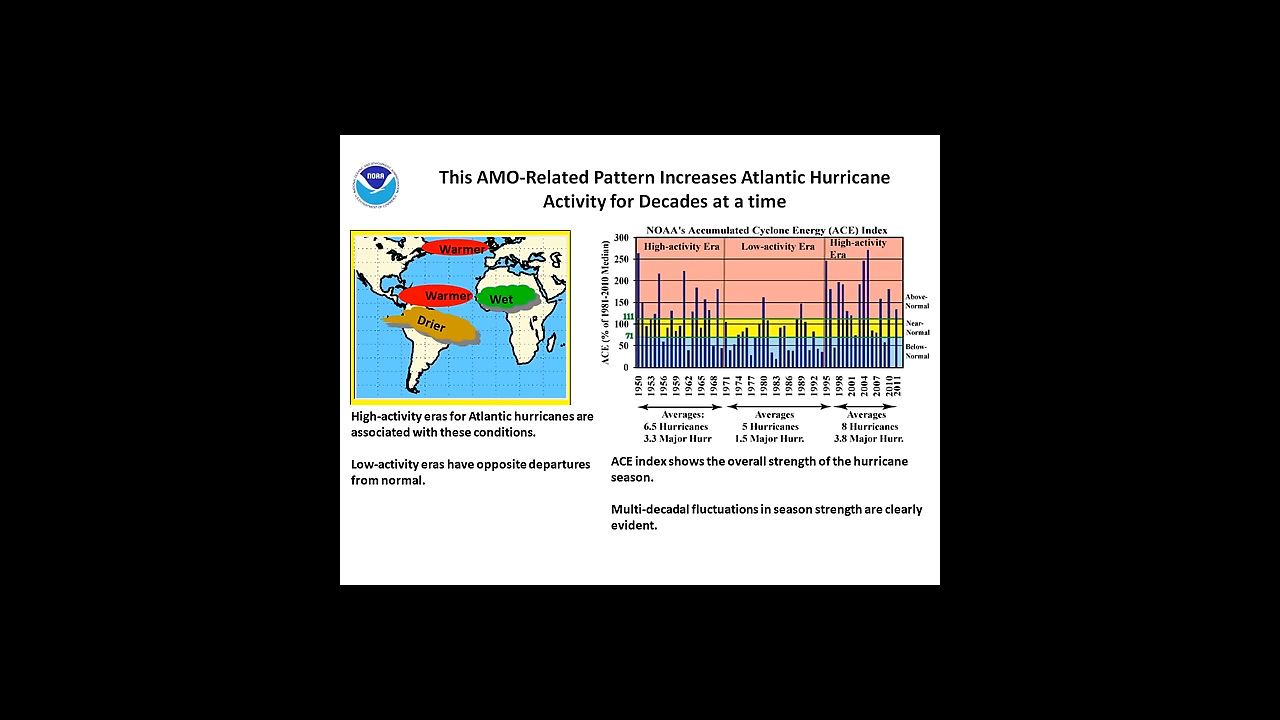 This AMO-Related Pattern Increases Atlantic Hurricane
Activity for Decades at a time
NOAA
Warmer
Warmer
Wet
Drier
High-activity eras for Atlantic hurricanes are
associated with these conditions.
Low-activity eras have opposite departures
from normal.
NOAA's Accumulated Cyclone Energy (ACE) Index
ACE (% of 1981-2010 Median)
300
250
200
150
111
100
71
50
0
High-activity Era
Low-activity Era
High-activity
Era
Above-
Normal
Near-
Normal
Below-
Normal
1950 1953 1956 1959 1962 1965 1968 1971 1974 1977 1980 1983 1986 1989 1992 1995 1998 2001 2004 2007 2010 2011
Averages:
6.5 Hurricanes
3.3 Major Hurr
Averages
5 Hurricanes
1.5 Major Hurr.
Averages
8 Hurricanes
3.8 Major Hurr.
ACE index shows the overall strength of the hurricane
season.
Multi-decadal fluctuations in season strength are clearly
evident.